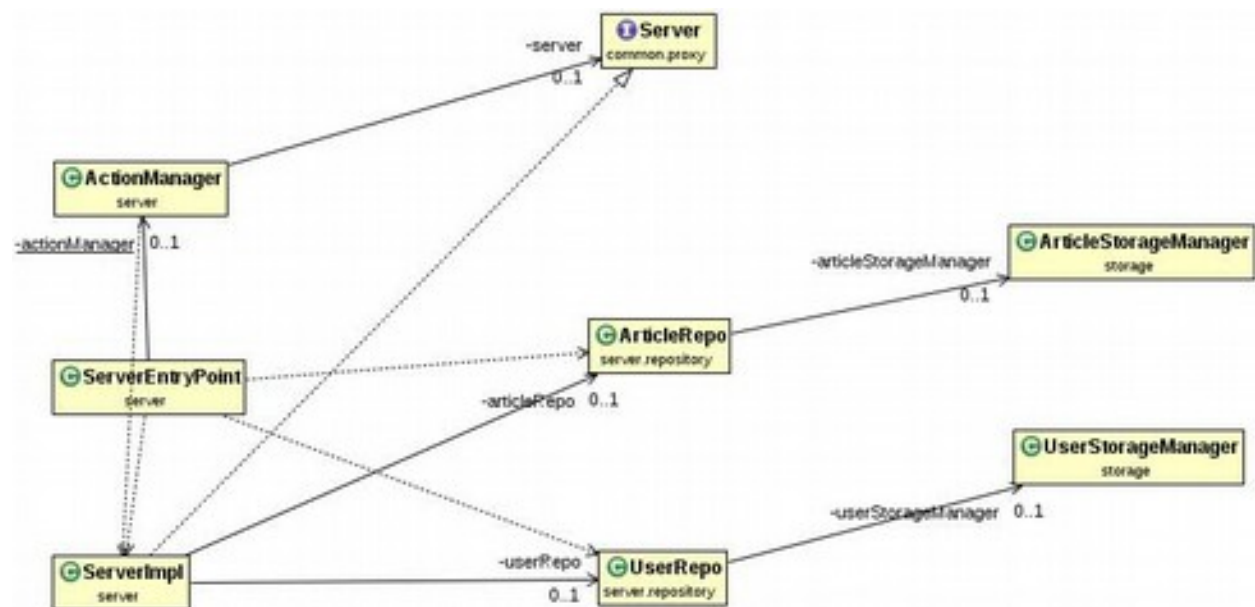 Server
common.proxy
-server
0..1
ActionManager
server
-actionManager
0..1
ArticleStorageManager
storage
-articleStorageManager
0..1
ArticleRepo
server.repository
ServerEntryPoint
server
-articleRepo
0..1
UserStorageManager
storage
-userStorageManager
0..1
ServerImpl
server
-userRepo
0..1
UserRepo
server.repository